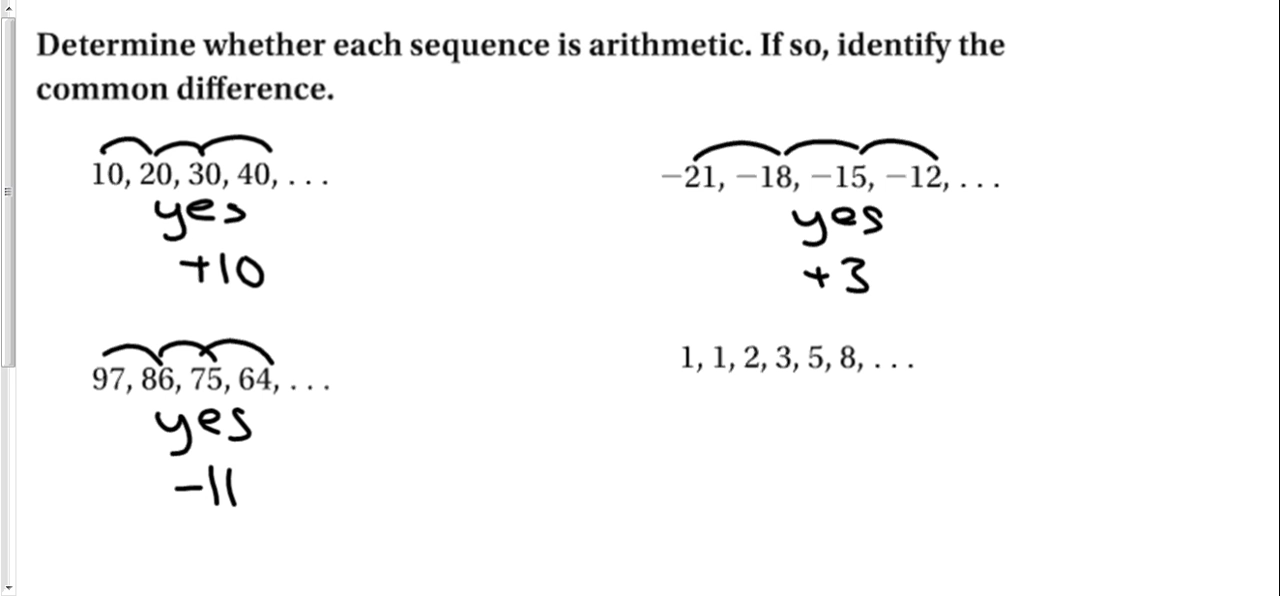 Determine whether each sequence is arithmetic. If so, identify the
common difference.
10, 20, 30, 40, . . .
yes
+10
−21, −18, −15, −12, . . .
yes
+3
97, 86, 75, 64, . . .
yes
−11
1, 1, 2, 3, 5, 8, . . .